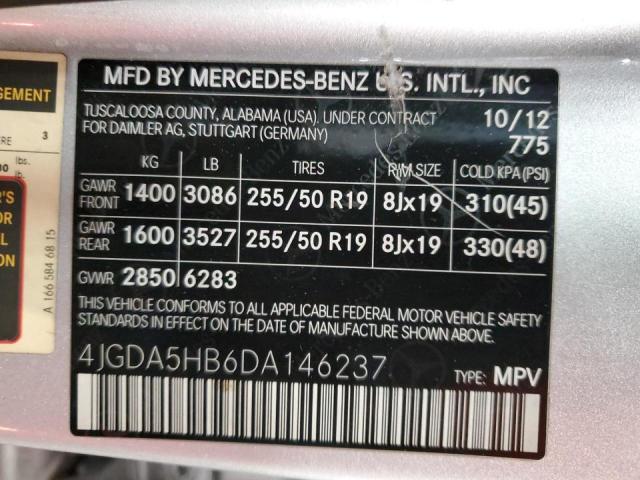 MFD BY MERCEDES-BENZ U.S. INTL., INC
TUSCALOOSA COUNTY, ALABAMA (USA). UNDER CONTRACT 10/12
FOR DAIMLER AG, STUTTGART (GERMANY) 775
KG LB TIRES RIM SIZE COLD KPA (PSI)
GAWR FRONT 1400 3086 255/50 R19 8Jx19 310(45)
GAWR REAR 1600 3527 255/50 R19 8Jx19 330(48)
GVWR 2850 6283
THIS VEHICLE CONFORMS TO ALL APPLICABLE FEDERAL MOTOR VEHICLE SAFETY
STANDARDS IN EFFECT ON THE DATE OF MANUFACTURE SHOWN ABOVE.
4JGDA5HB6DA146237 TYPE: MPV
A 166 584 68 15
3
lbs.
lb.